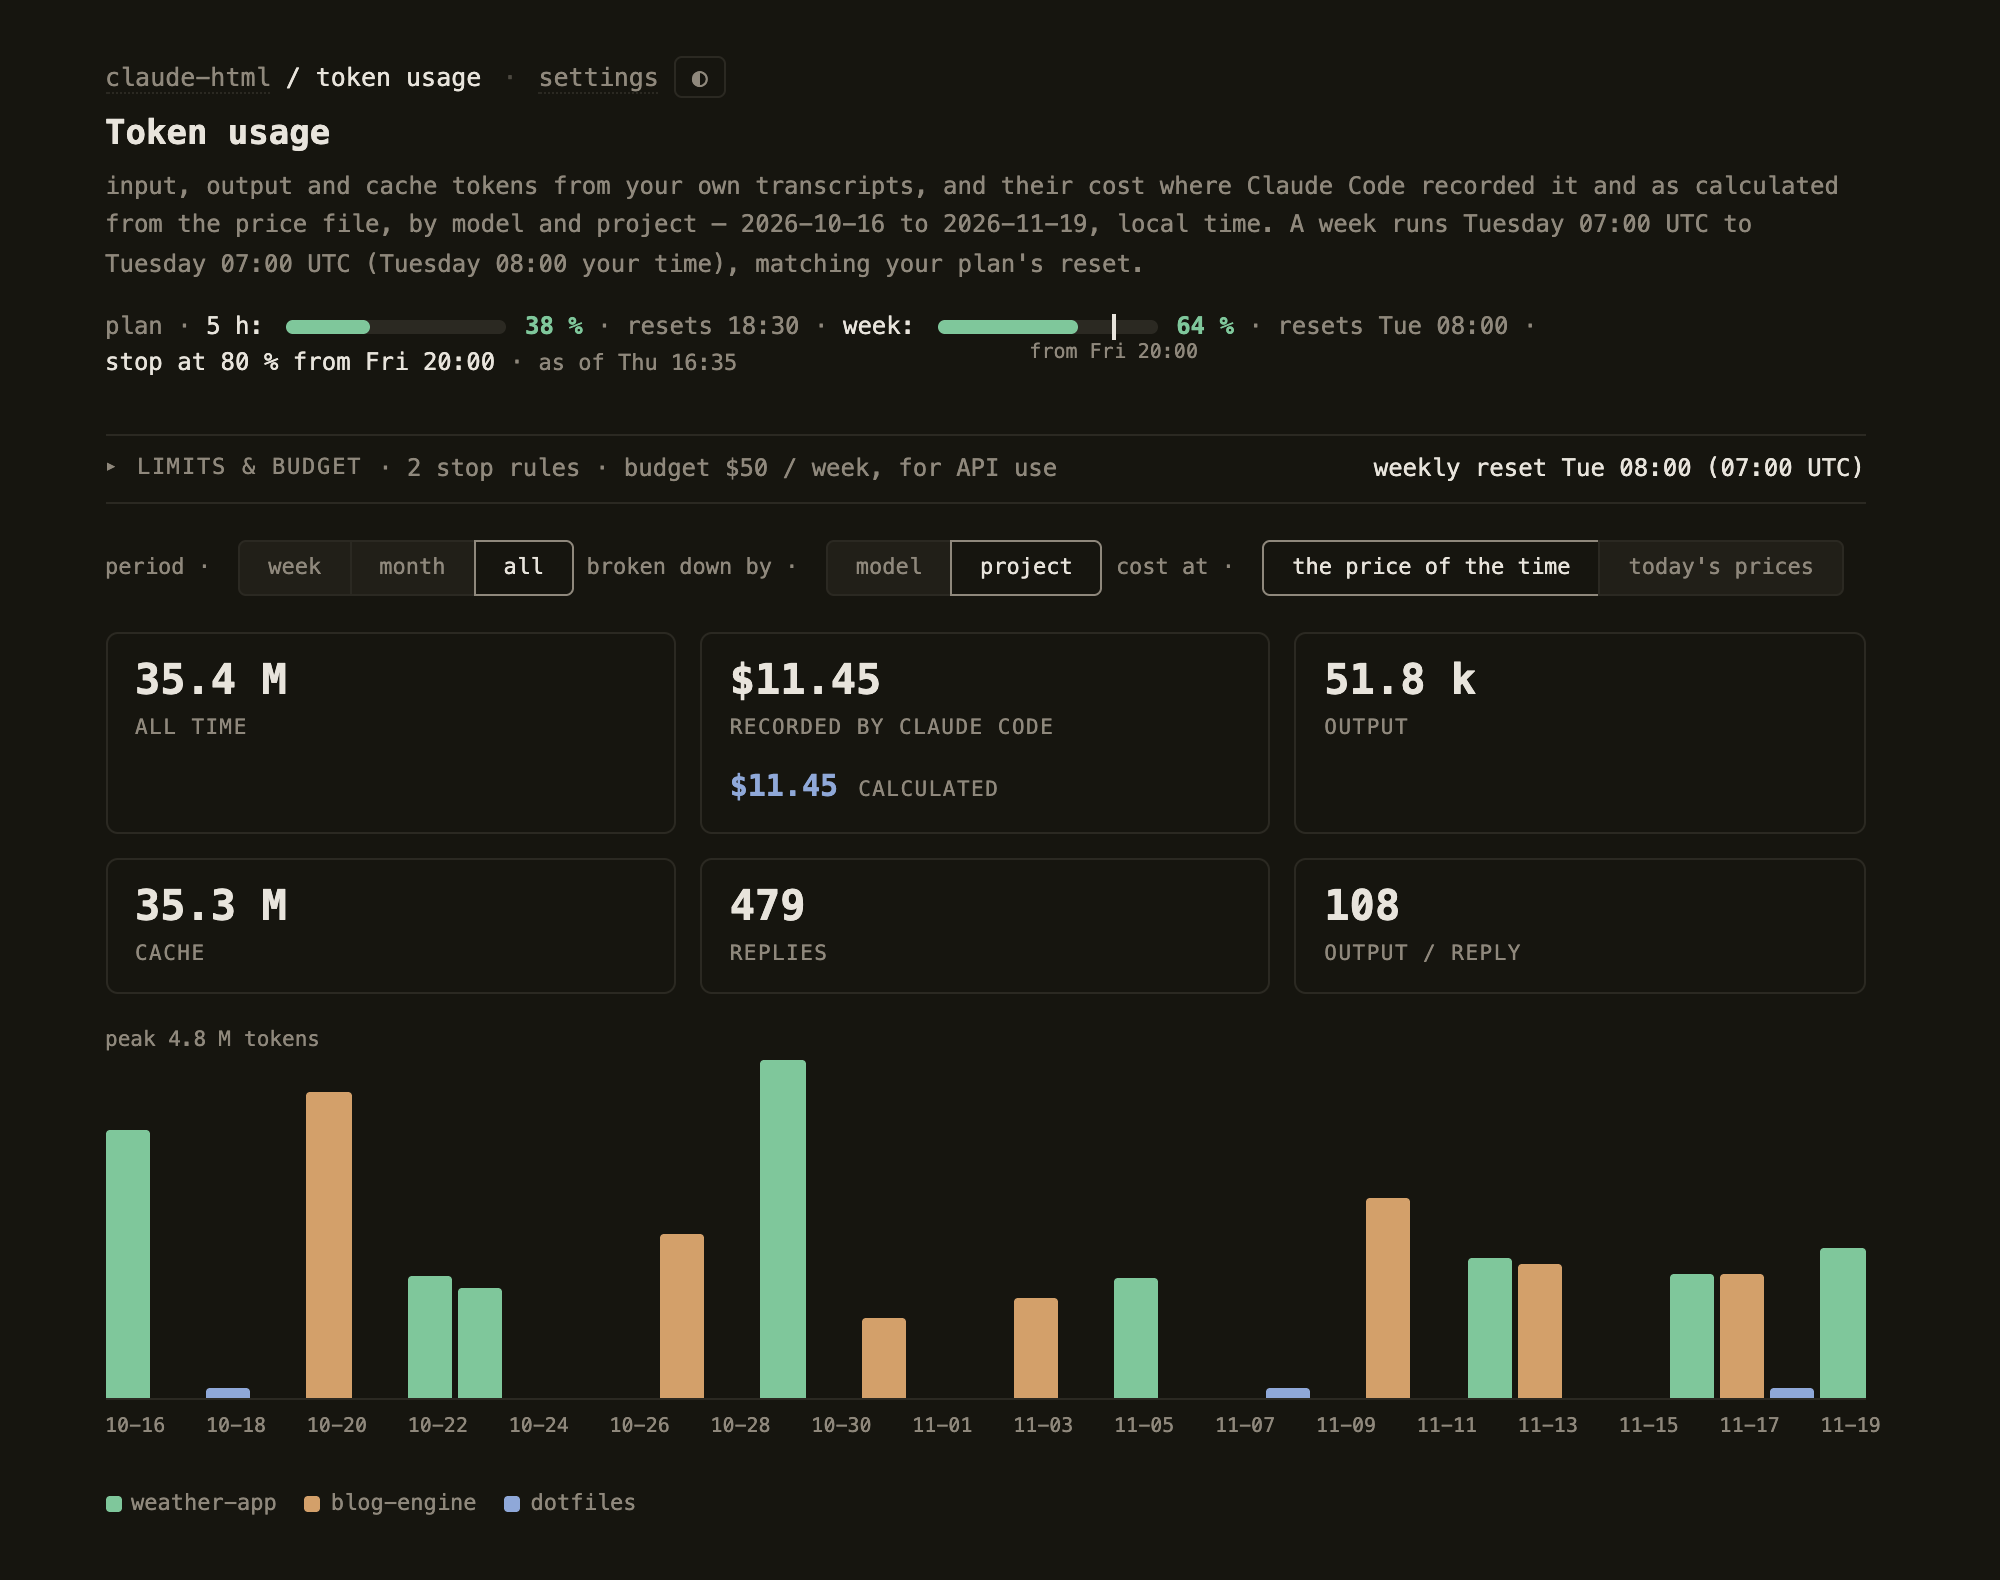 claude-html / token usage · settings ◐
Token usage
input, output and cache tokens from your own transcripts, and their cost where Claude Code recorded it and as calculated
from the price file, by model and project — 2026-10-16 to 2026-11-19, local time. A week runs Tuesday 07:00 UTC to
Tuesday 07:00 UTC (Tuesday 08:00 your time), matching your plan's reset.
plan · 5 h: 38 % · resets 18:30 · week: 64 % · resets Tue 08:00 ·
from Fri 20:00
stop at 80 % from Fri 20:00 · as of Thu 16:35
▸ LIMITS & BUDGET · 2 stop rules · budget $50 / week, for API use weekly reset Tue 08:00 (07:00 UTC)
period · week month all broken down by · model project cost at · the price of the time today's prices
35.4 M
ALL TIME
$11.45
RECORDED BY CLAUDE CODE
$11.45 CALCULATED
51.8 k
OUTPUT
35.3 M
CACHE
479
REPLIES
108
OUTPUT / REPLY
peak 4.8 M tokens
10-16 10-18 10-20 10-22 10-24 10-26 10-28 10-30 11-01 11-03 11-05 11-07 11-09 11-11 11-13 11-15 11-17 11-19
weather-app blog-engine dotfiles